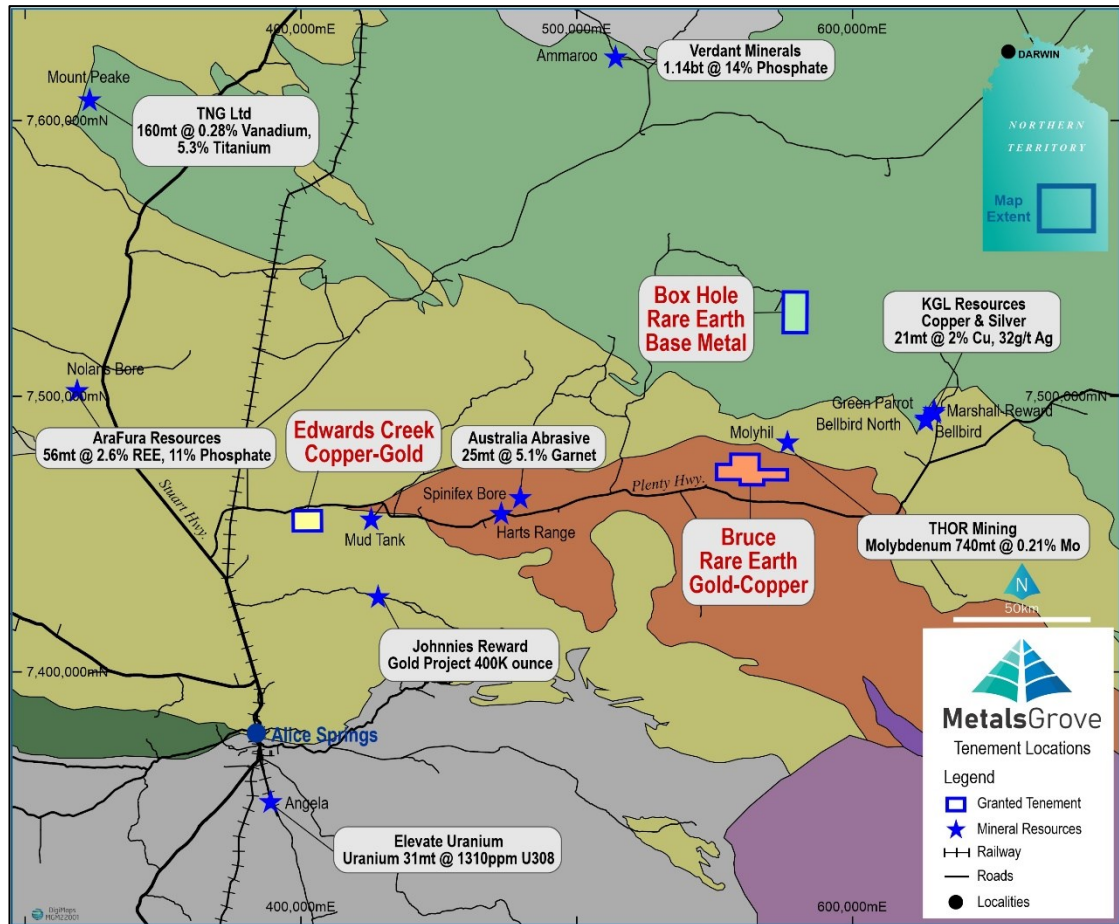 400,000mE
500,000mE
600,000mE
Ammaroo
Verdant Minerals
1.14bt @ 14% Phosphate
DARWIN
NORTHERN
TERRITORY
Map
Extent
Mount Peake
TNG Ltd
160mt @ 0.28% Vanadium,
5.3% Titanium
7,600,000mN
Box Hole
Rare Earth
Base Metal
KGL Resources
Copper & Silver
21mt @ 2% Cu, 32g/t Ag
Nolans Bore
7,500,000mN
7,500,000mN
Green Parrot
Marshall-Reward
Bellbird North
Bellbird
AraFura Resources
56mt @ 2.6% REE, 11% Phosphate
Edwards Creek
Copper-Gold
Australia Abrasive
25mt @ 5.1% Garnet
Molyhil
Spinifex Bore
Plenty Hwy.
Stuart Hwy.
Mud Tank
Harts Range
Bruce
Rare Earth
Gold-Copper
THOR Mining
Molybdenum 740mt @ 0.21% Mo
N
50km
Johnnies Reward
Gold Project 400K ounce
7,400,000mN
Alice Springs
Angela
Elevate Uranium
Uranium 31mt @ 1310ppm U308
MetalsGrove
Tenement Locations
Legend
Granted Tenement
Mineral Resources
Railway
Roads
Localities
DigiMaps
MGM22001
400,000mE
600,000mE